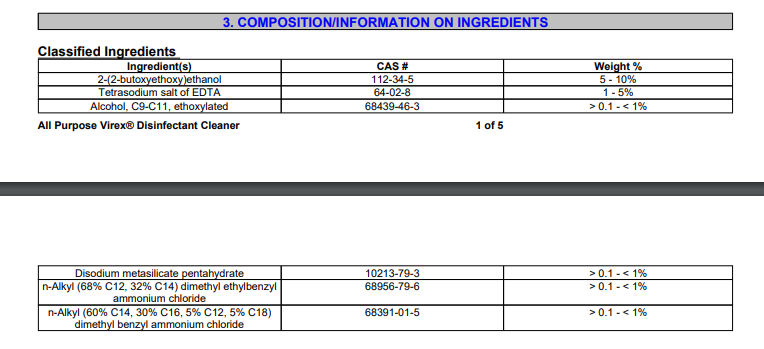 3. COMPOSITION/INFORMATION ON INGREDIENTS
Classified Ingredients
Ingredient(s) CAS # Weight %
2-(2-butoxyethoxy)ethanol 112-34-5 5 - 10%
Tetrasodium salt of EDTA 64-02-8 1 - 5%
Alcohol, C9-C11, ethoxylated 68439-46-3 > 0.1 - < 1%
All Purpose Virex® Disinfectant Cleaner 1 of 5
Disodium metasilicate pentahydrate 10213-79-3 > 0.1 - < 1%
n-Alkyl (68% C12, 32% C14) dimethyl ethylbenzyl 68956-79-6 > 0.1 - < 1%
ammonium chloride
n-Alkyl (60% C14, 30% C16, 5% C12, 5% C18) 68391-01-5 > 0.1 - < 1%
dimethyl benzyl ammonium chloride